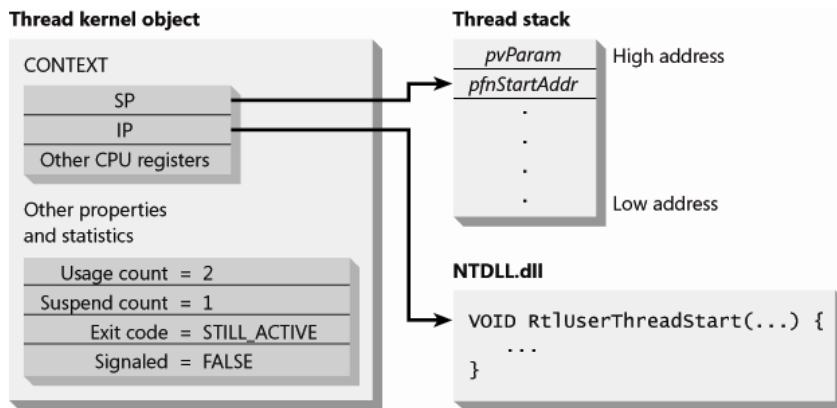 Thread kernel object
CONTEXT
SP
IP
Other CPU registers
Other properties
and statistics
Usage count = 2
Suspend count = 1
Exit code = STILL_ACTIVE
Signaled = FALSE
Thread stack
pvParam
pfnStartAddr
.
.
.
.
High address
Low address
NTDLL.dll
VOID RtlUserThreadStart(...) {
...
}